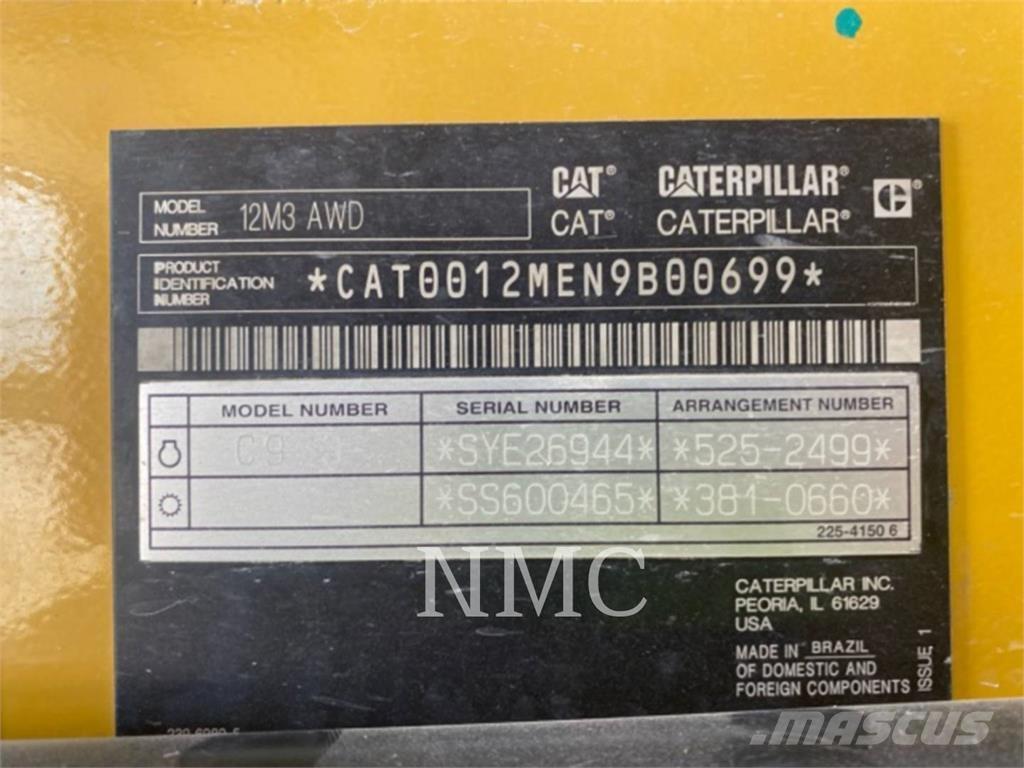 CAT® CATERPILLAR®
CAT® CATERPILLAR®
MODEL
NUMBER
12M3 AWD
PRODUCT
IDENTIFICATION
NUMBER
*CAT0012MEN9B00699*
MODEL NUMBER SERIAL NUMBER ARRANGEMENT NUMBER
C9 *SYE26944* *525-2499*
*SS600465* *381-0660*
225-4150 6
NMC
CATERPILLAR INC.
PEORIA, IL 61629
USA
MADE IN BRAZIL
OF DOMESTIC AND
FOREIGN COMPONENTS
ISSUE 1
MASCUS